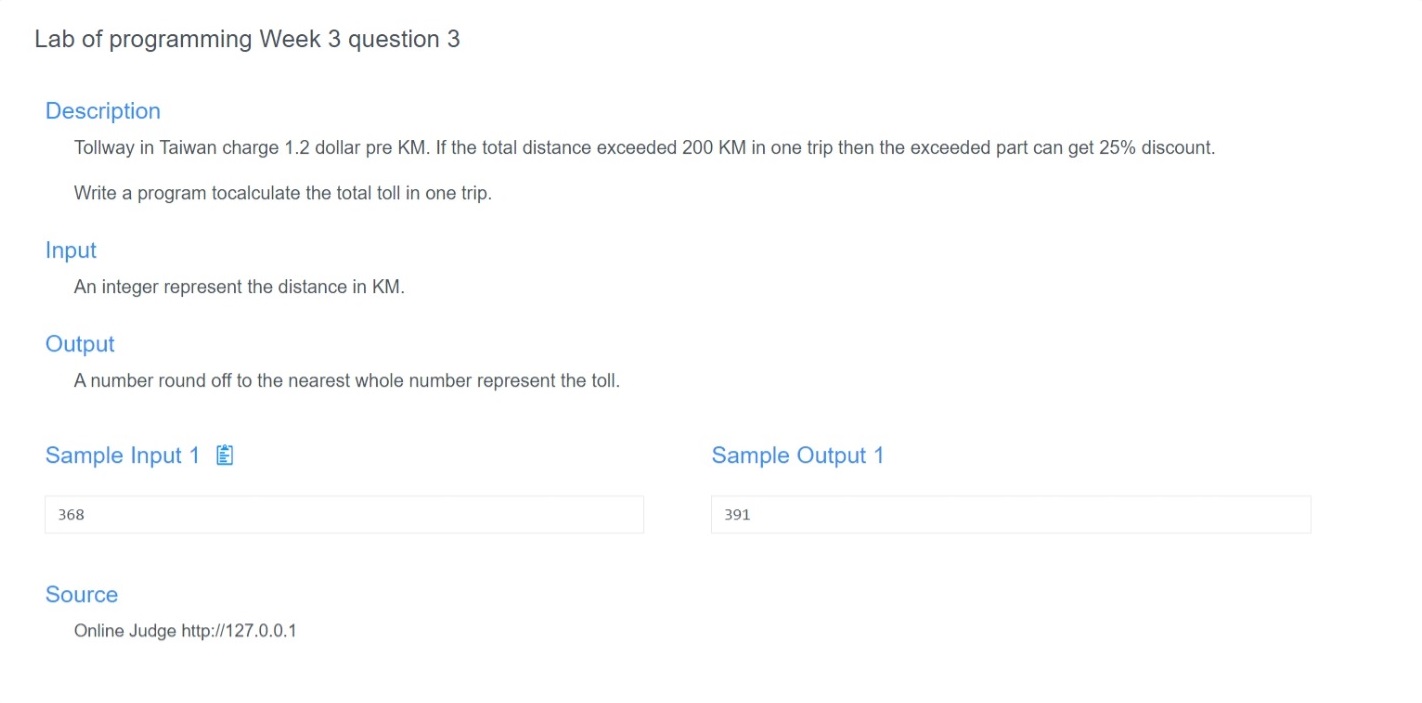 Lab of programming Week 3 question 3
Description
Tollway in Taiwan charge 1.2 dollar pre KM. If the total distance exceeded 200 KM in one trip then the exceeded part can get 25% discount.
Write a program tocalculate the total toll in one trip.
Input
An integer represent the distance in KM.
Output
A number round off to the nearest whole number represent the toll.
Sample Input 1
Sample Output 1
368
391
Source
Online Judge http://127.0.0.1